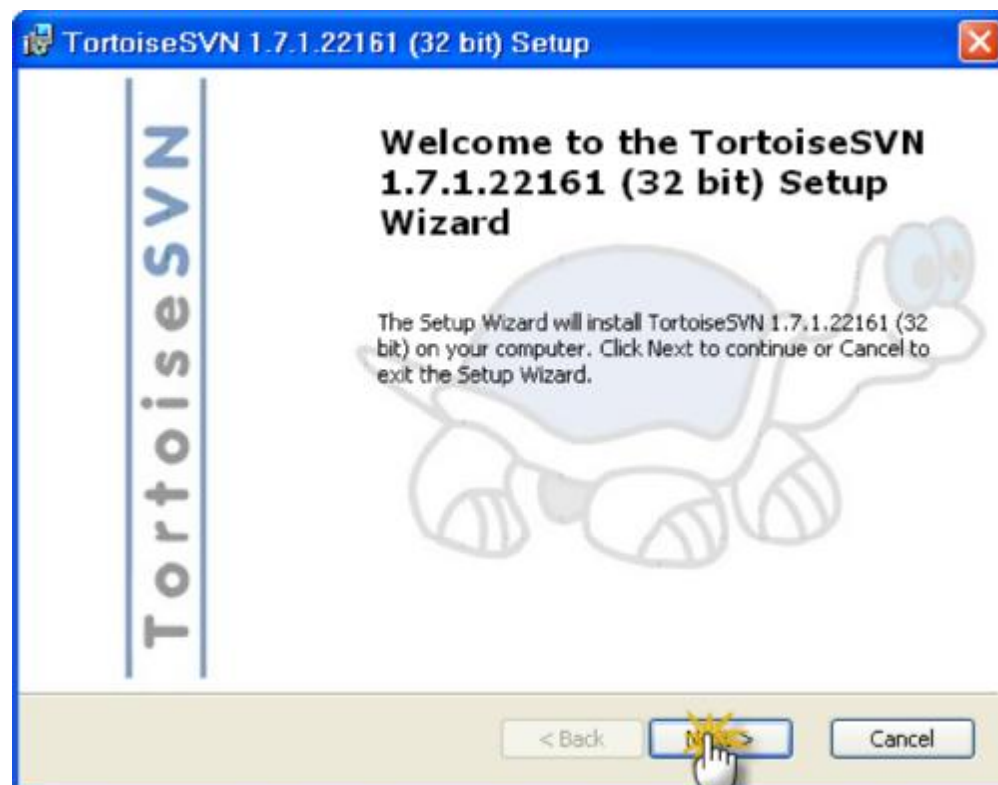 TortoiseSVN 1.7.1.22161 (32 bit) Setup
TortoiseSVN
Welcome to the TortoiseSVN
1.7.1.22161 (32 bit) Setup
Wizard
The Setup Wizard will install TortoiseSVN 1.7.1.22161 (32
bit) on your computer. Click Next to continue or Cancel to
exit the Setup Wizard.
< Back
Cancel